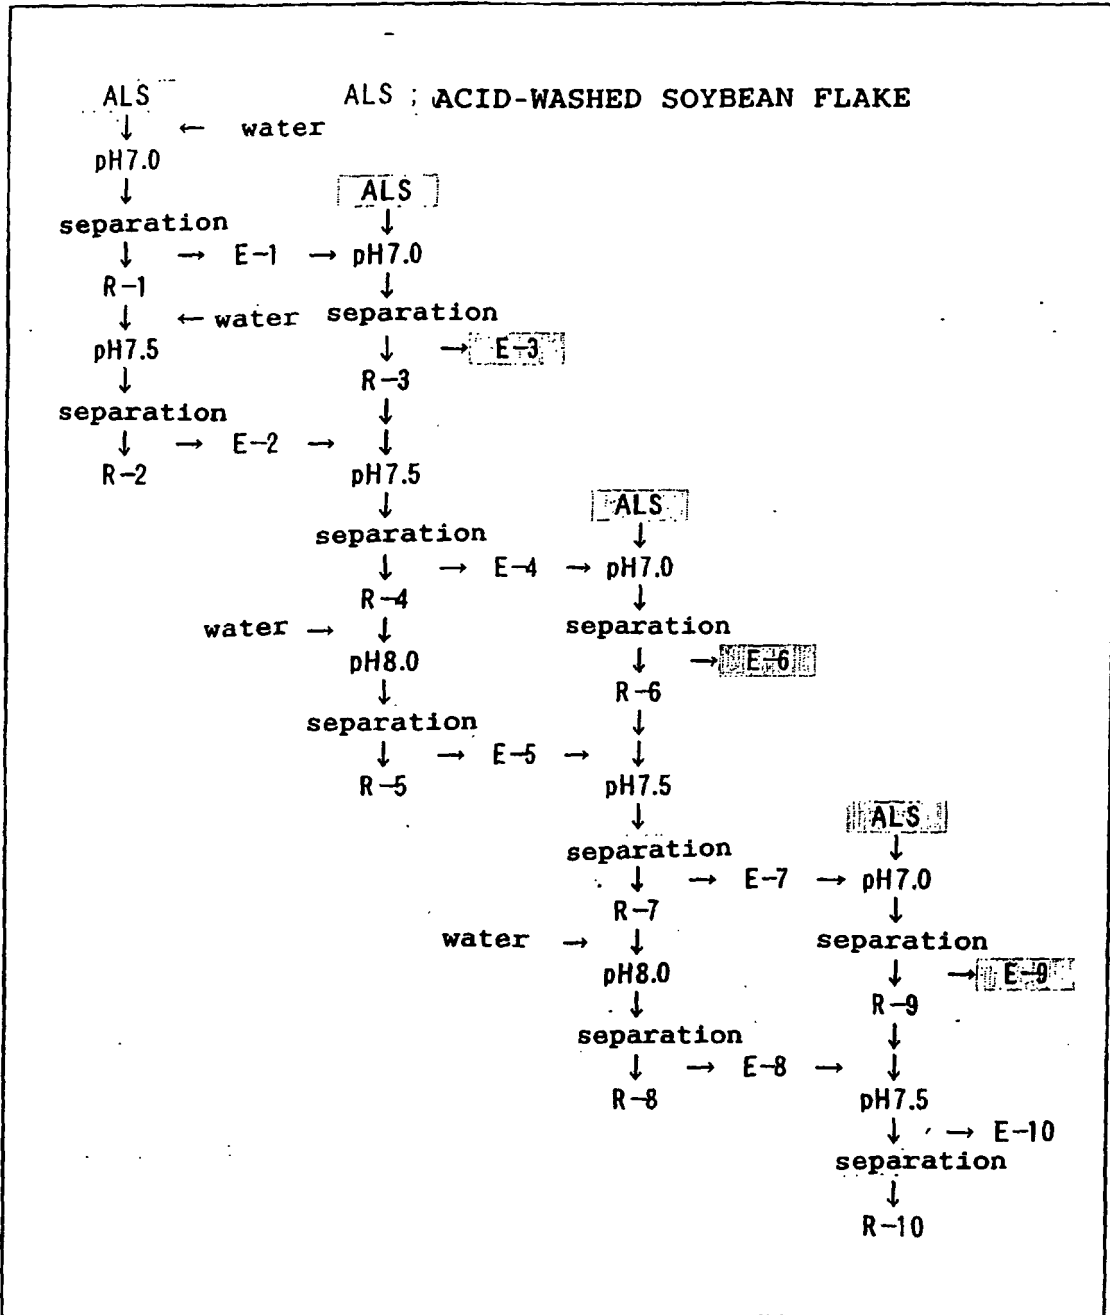 ALS    ALS ; ACID-WASHED SOYBEAN FLAKE
↓ ← water
pH7.0
↓    ALS
separation    ↓
↓ → E-1 → pH7.0
R-1    ↓
↓ ← water    separation
pH7.5    ↓ → E-3
↓    R-3
separation    ↓
↓ → E-2 → ↓
R-2    pH7.5
↓    ALS
separation    ↓
↓ → E-4 → pH7.0
R-4    ↓
water → ↓    separation
pH8.0    ↓ → E-6
↓    R-6
separation    ↓
↓ → E-5 → ↓
R-5    pH7.5
↓    ALS
separation    ↓
↓ → E-7 → pH7.0
R-7    ↓
water → ↓    separation
pH8.0    ↓ → E-9
↓    R-9
separation    ↓
↓ → E-8 → ↓
R-8    pH7.5
↓ → E-10
separation
↓
R-10